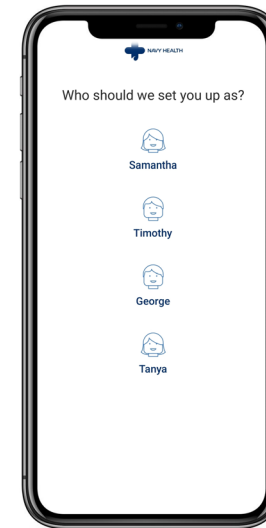 NAVY HEALTH
Who should we set you up as?
Samantha
Timothy
George
Tanya